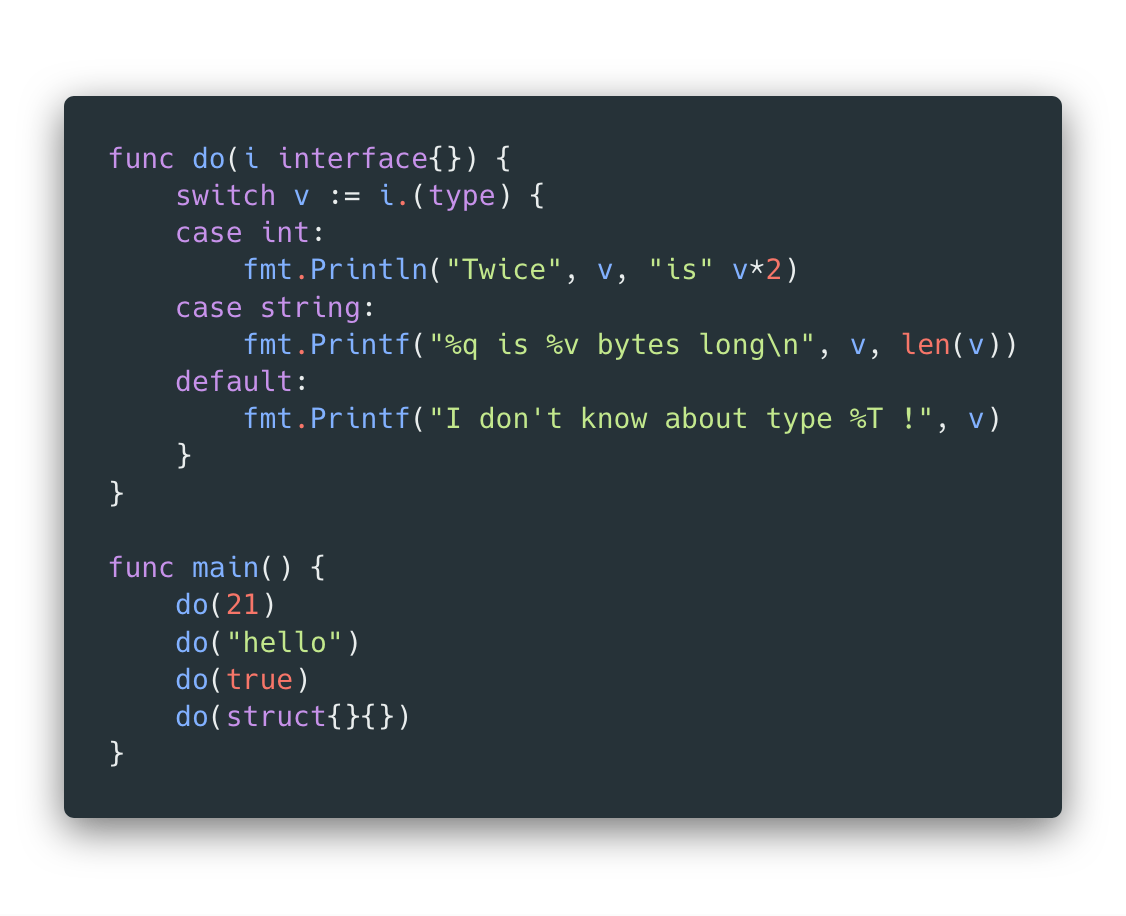 func do(i interface{}) {
    switch v := i.(type) {
    case int:
        fmt.Println("Twice", v, "is" v*2)
    case string:
        fmt.Printf("%q is %v bytes long\n", v, len(v))
    default:
        fmt.Printf("I don't know about type %T !", v)
    }
}

func main() {
    do(21)
    do("hello")
    do(true)
    do(struct{}{})
}